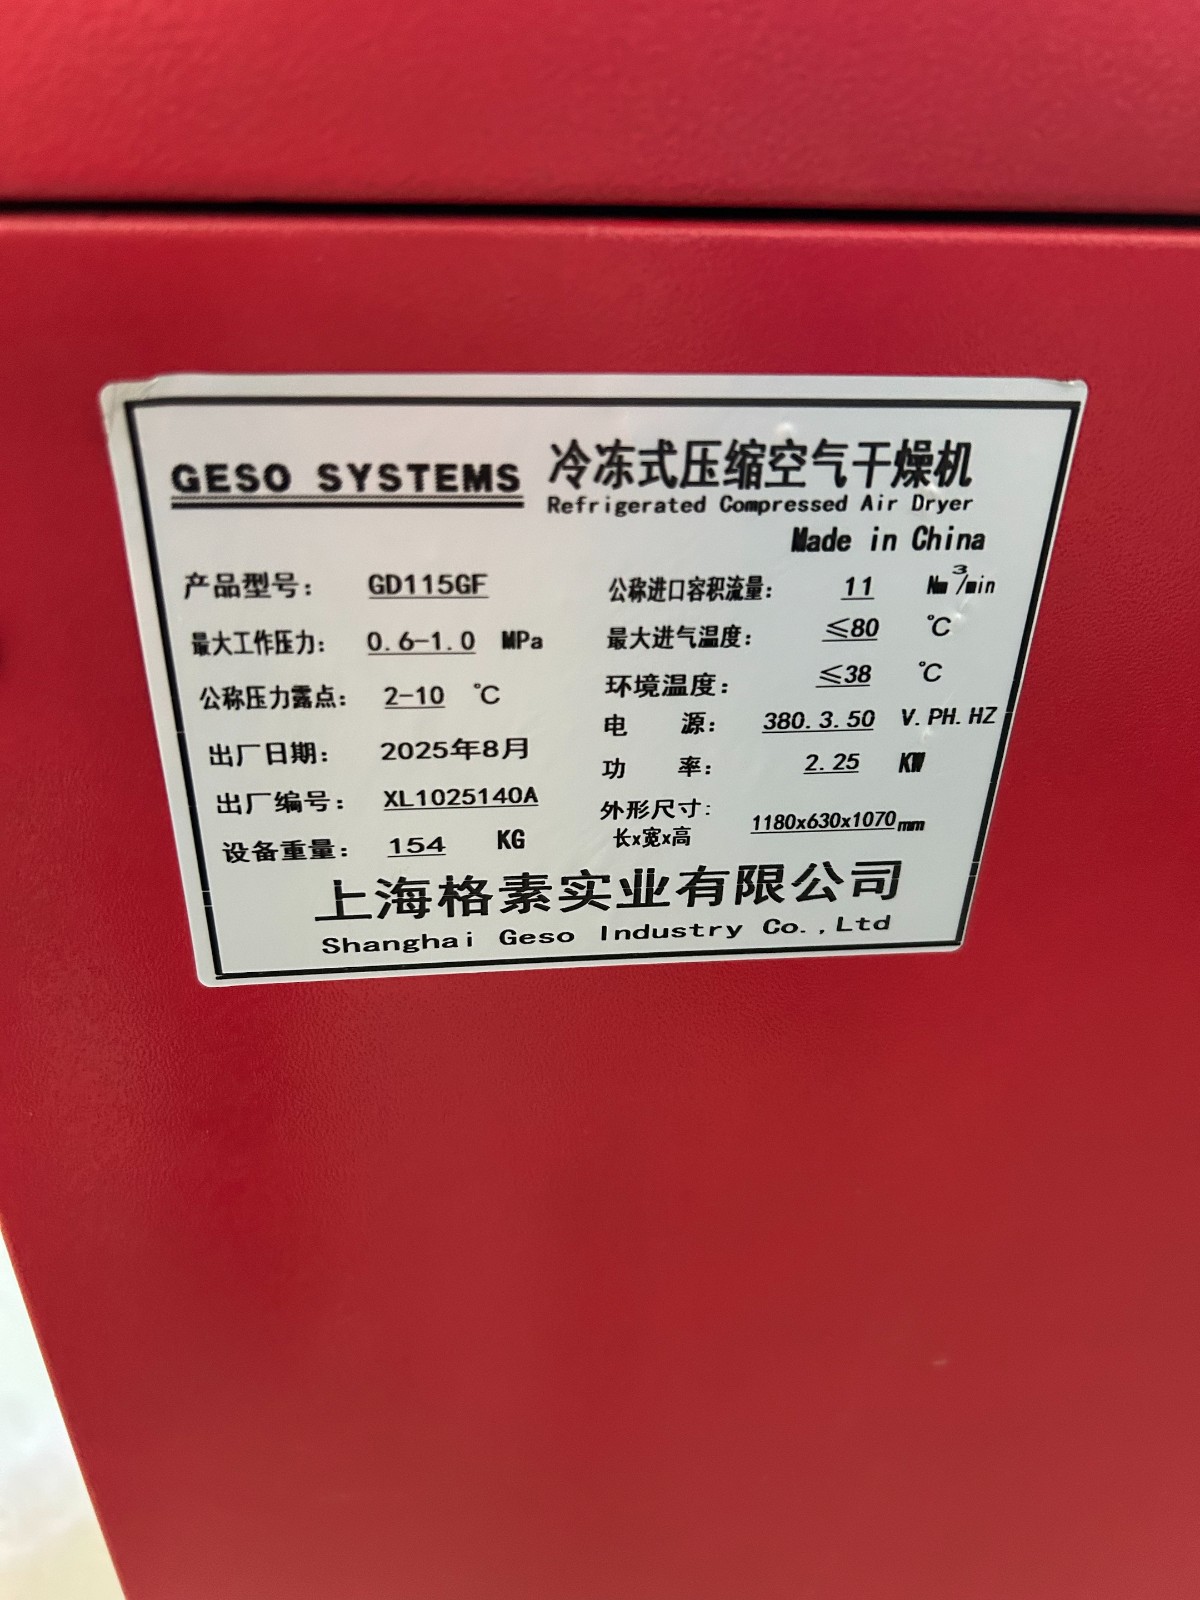 GESO SYSTEMS 冷冻式压缩空气干燥机
Refrigerated Compressed Air Dryer
Made in China
产品型号: GD115GF 公称进口容积流量: 11 Nm³/min
最大工作压力: 0.6-1.0 MPa 最大进气温度: ≤80 ℃
公称压力露点: 2-10 ℃ 环境温度: ≤38 ℃
出厂日期: 2025年8月 电 源: 380.3.50 V.PH.HZ
出厂编号: XL1025140A 功 率: 2.25 KW
设备重量: 154 KG 外形尺寸: 1180x630x1070mm
长x宽x高
上海格素实业有限公司
Shanghai Geso Industry Co.,Ltd